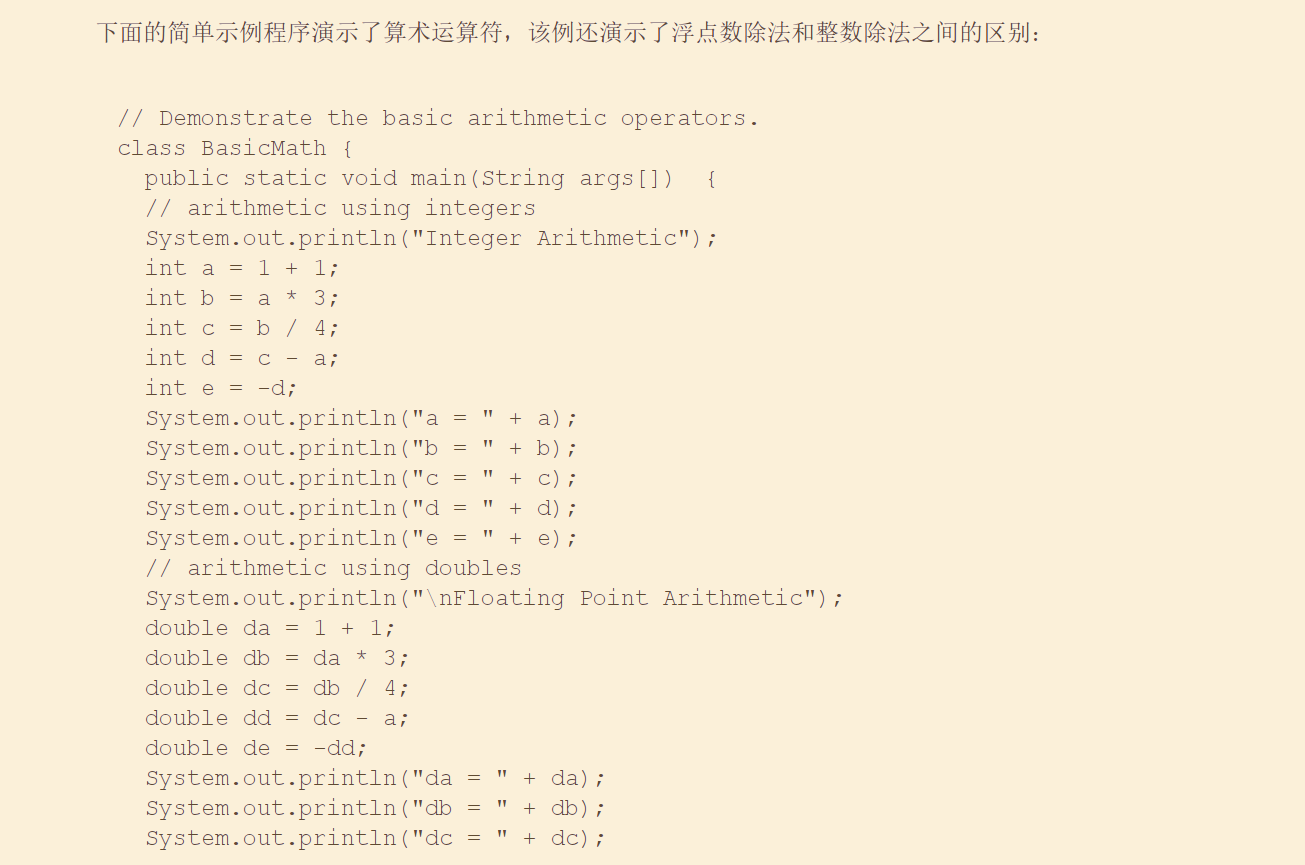 下面的简单示例程序演示了算术运算符，该例还演示了浮点数除法和整数除法之间的区别：
// Demonstrate the basic arithmetic operators.
class BasicMath {
  public static void main(String args[])  {
  // arithmetic using integers
  System.out.println("Integer Arithmetic");
  int a = 1 + 1;
  int b = a * 3;
  int c = b / 4;
  int d = c - a;
  int e = -d;
  System.out.println("a = " + a);
  System.out.println("b = " + b);
  System.out.println("c = " + c);
  System.out.println("d = " + d);
  System.out.println("e = " + e);
  // arithmetic using doubles
  System.out.println("\nFloating Point Arithmetic");
  double da = 1 + 1;
  double db = da * 3;
  double dc = db / 4;
  double dd = dc - a;
  double de = -dd;
  System.out.println("da = " + da);
  System.out.println("db = " + db);
  System.out.println("dc = " + dc);